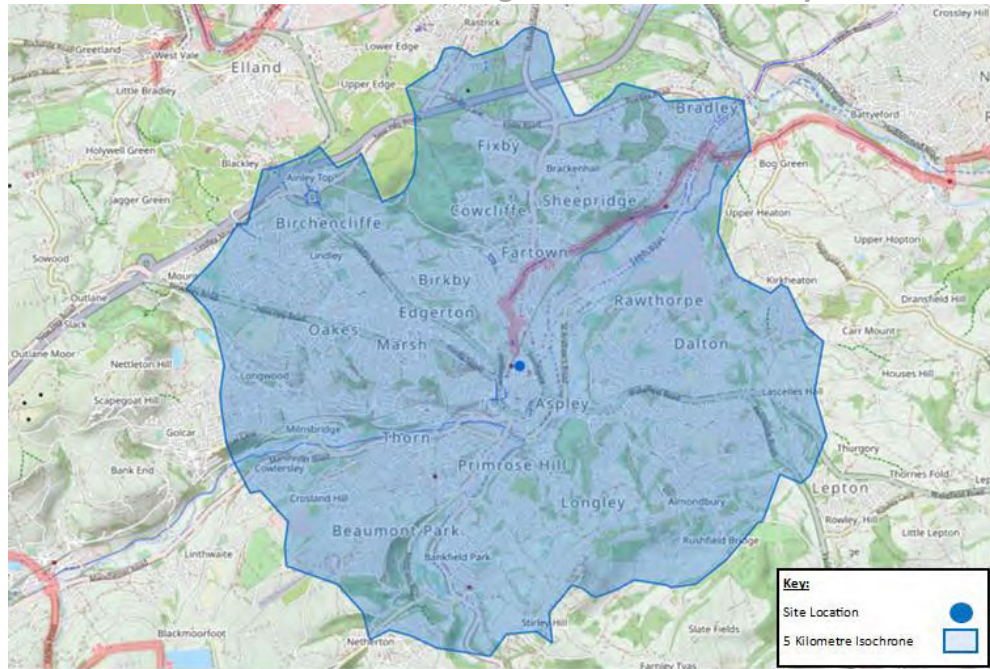 Crossley Hill
Rastrick
Greetland
West Vale
Lower Edge
Elland
Little Bradley
Upper Edge
Bradley
Battyeford
Holywell Green
Blackley
Fixby
Bog Green
Ainley Top
Brackenhall
Jagger Green
Cowcliffe
Sheepridge
Upper Heaton
Birchencliffe
Upper Hopton
Sowood
Lindley
Fartown
Kirkheaton
Outlane
Birkby
Dransfield Hill
Slack
Edgerton
Rawthorpe
Oakes
Carr Mount
Outlane Moor
Marsh
Dalton
Nettleton Hill
Houses Hill
Longwood
Lascelles Hall
Scapegoat Hill
Aspley
Golcar
Milnsbridge
Thorn
Thurgory
Bank End
Cowlersley
Primrose Hill
Thornes Fold
Lepton
Crosland Hill
Longley
Almondbury
Rowley Hill
Beaumont Park
Little Lepton
Rushfield Bridge
Linthwaite
Bankfield Park
Key:
Site Location
5 Kilometre Isochrone
Stirley Hill
Slate Fields
Blackmoorfoot
Netherton
Farnley Tyas